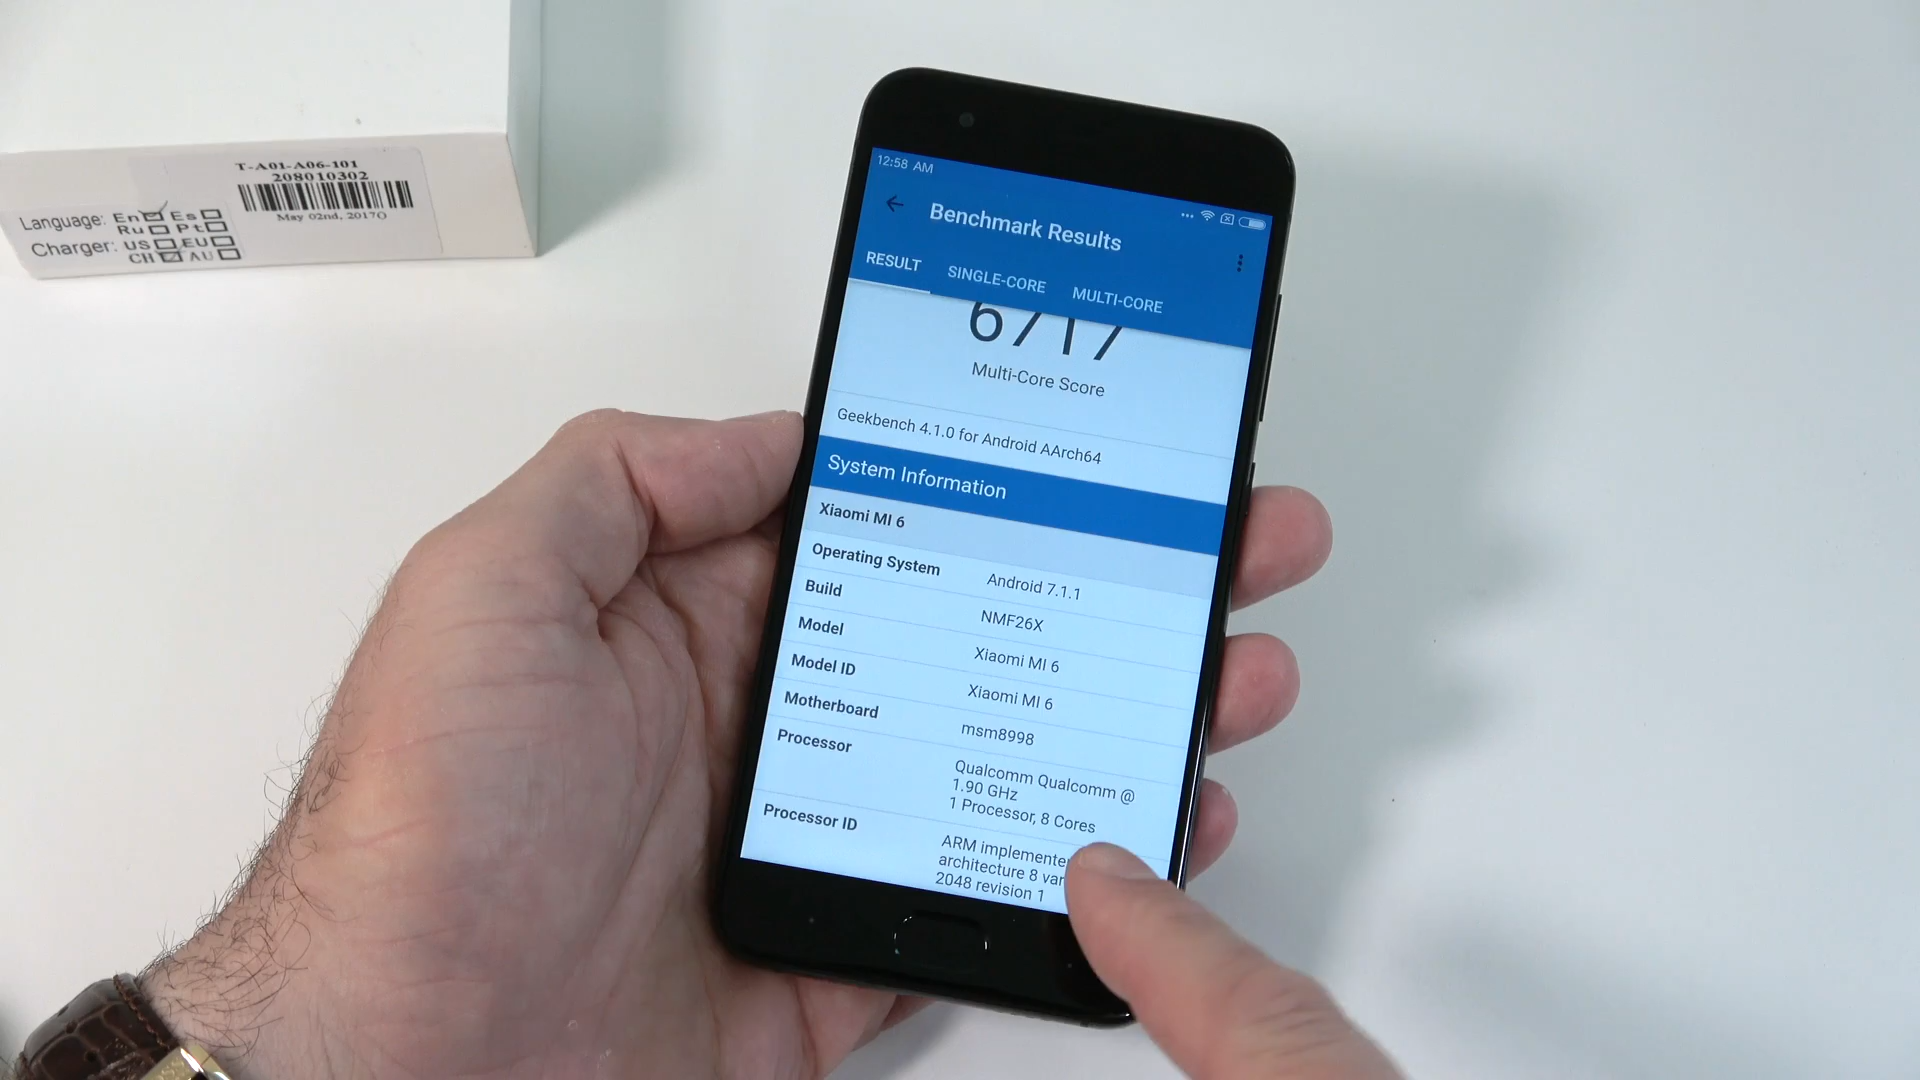 T-A01-A06-101
208010302
May 02nd, 2017
Language: En Es
Ru Pt
Charger: US EU
CH AU
12:58 AM
Benchmark Results
RESULT SINGLE-CORE MULTI-CORE
6717
Multi-Core Score
Geekbench 4.1.0 for Android AArch64
System Information
Xiaomi MI 6
Operating System Android 7.1.1
Build NMF26X
Model Xiaomi MI 6
Model ID Xiaomi MI 6
Motherboard msm8998
Processor Qualcomm Qualcomm @
1.90 GHz
1 Processor, 8 Cores
Processor ID ARM
architecture 8
2048 revision 1